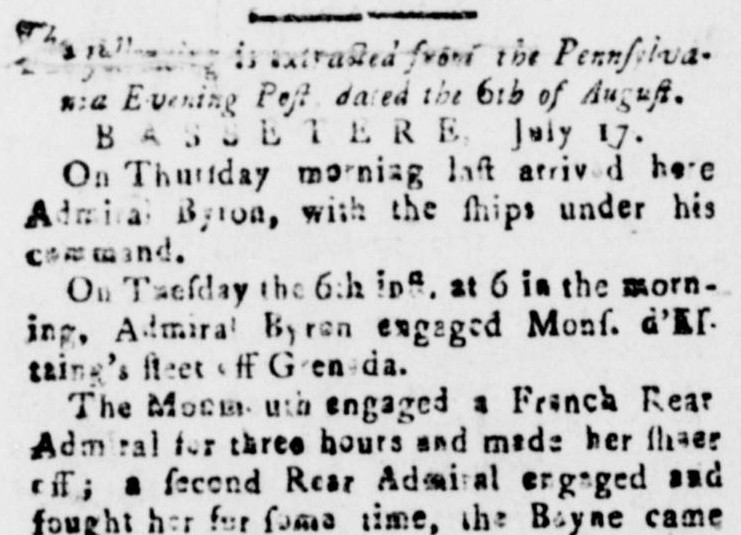 The following is extracted from the Pennſylva-
nia Evening Poſt dated the 6th of Auguſt.
BASSETERE, July 17.
On Thurſday morning laſt arrived here
Admiral Byron, with the ſhips under his
command.
On Tueſday the 6th inſt. at 6 in the morn-
ing, Admiral Byron engaged Monſ. d'Eſ-
taing's fleet off Grenada.
The Monmouth engaged a French Rear
Admiral for three hours and made her ſheer
off; a ſecond Rear Admiral engaged and
fought her for ſome time, the Boyne came